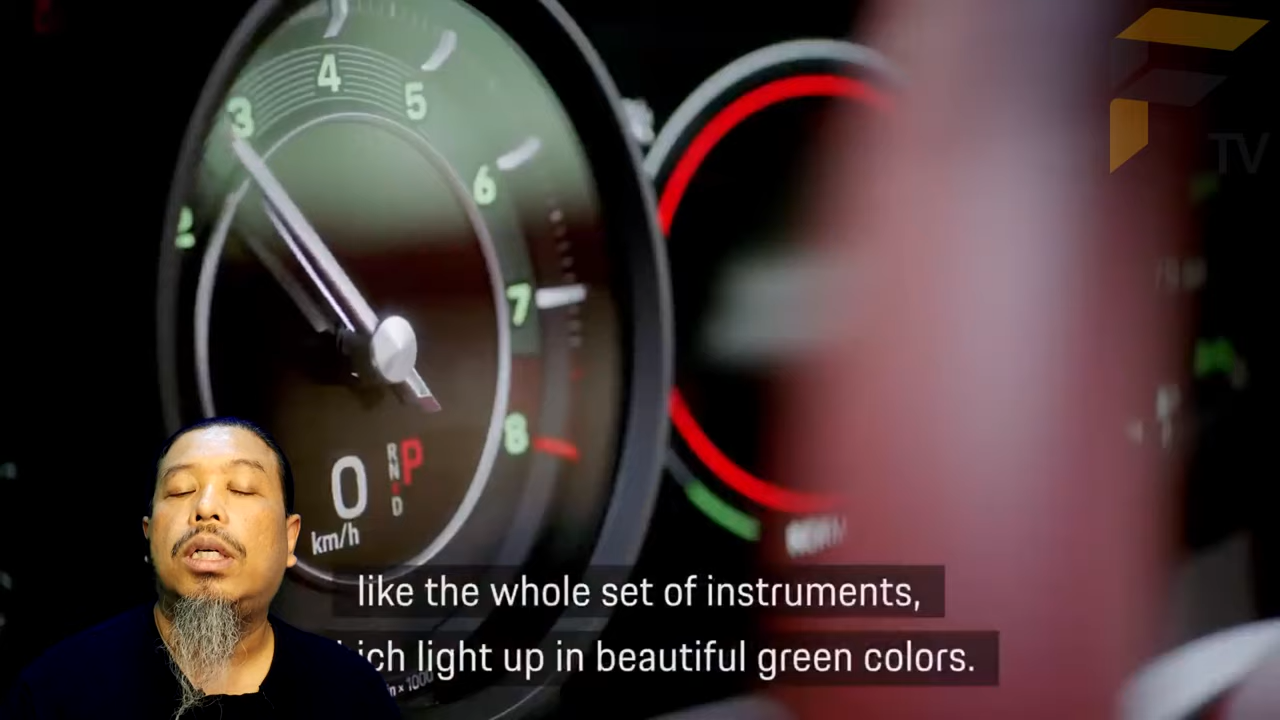 TV
4
3
5
6
2
7
8
0
R
N
P
D
km/h
like the whole set of instruments,
light up in beautiful green colors.